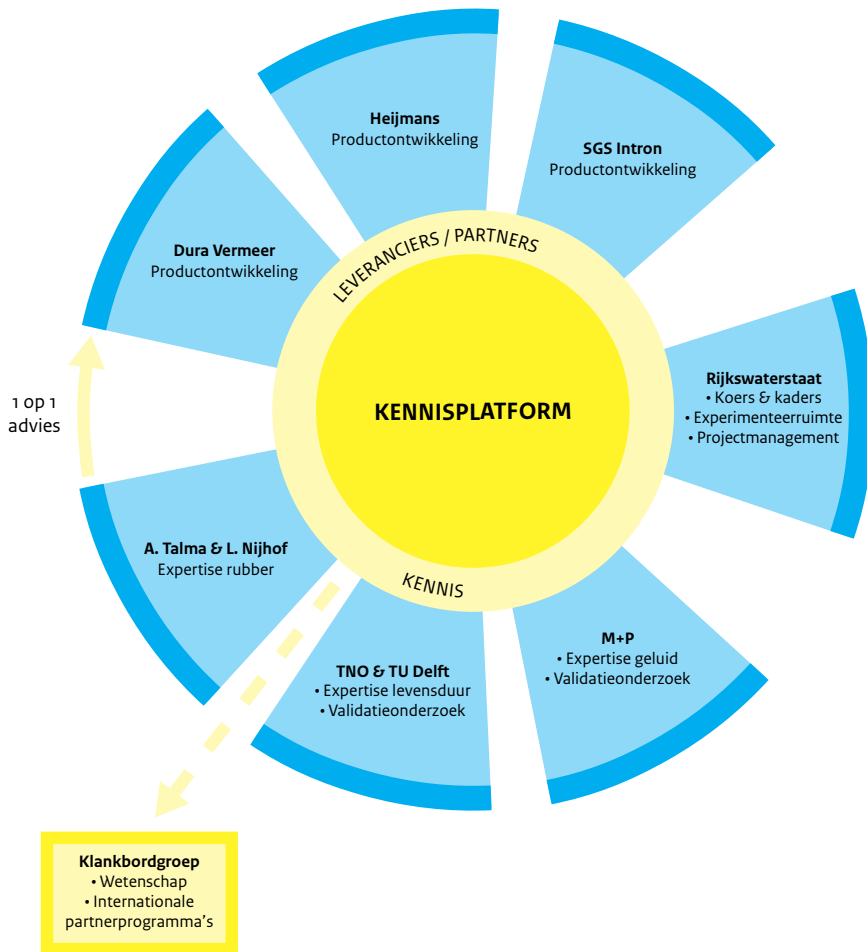 Heijmans
Productontwikkeling
SGS Intron
Productontwikkeling
Dura Vermeer
Productontwikkeling
LEVERANCIERS / PARTNERS
Rijkswaterstaat
• Koers & kaders
• Experimenteerruimte
• Projectmanagement
KENNISPLATFORM
1 op 1
advies
A. Talma & L. Nijhof
Expertise rubber
KENNIS
M+P
• Expertise geluid
• Validatieonderzoek
TNO & TU Delft
• Expertise levensduur
• Validatieonderzoek
Klankbordgroep
• Wetenschap
• Internationale
partnerprogramma's